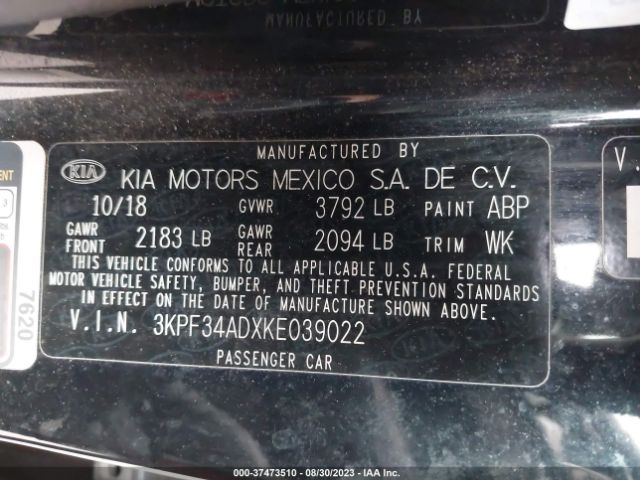 MANUFACTURED BY
KIA KIA MOTORS MEXICO S.A. DE C.V.
10/18 GVWR 3792 LB PAINT ABP
GAWR FRONT 2183 LB GAWR REAR 2094 LB TRIM WK
THIS VEHICLE CONFORMS TO ALL APPLICABLE U.S.A. FEDERAL
MOTOR VEHICLE SAFETY, BUMPER, AND THEFT PREVENTION STANDARDS
IN EFFECT ON THE DATE OF MANUFACTURE SHOWN ABOVE.
V.I.N. 3KPF34ADXKE039022
PASSENGER CAR
7620
000-37473510 - 08/30/2023 - IAA Inc.